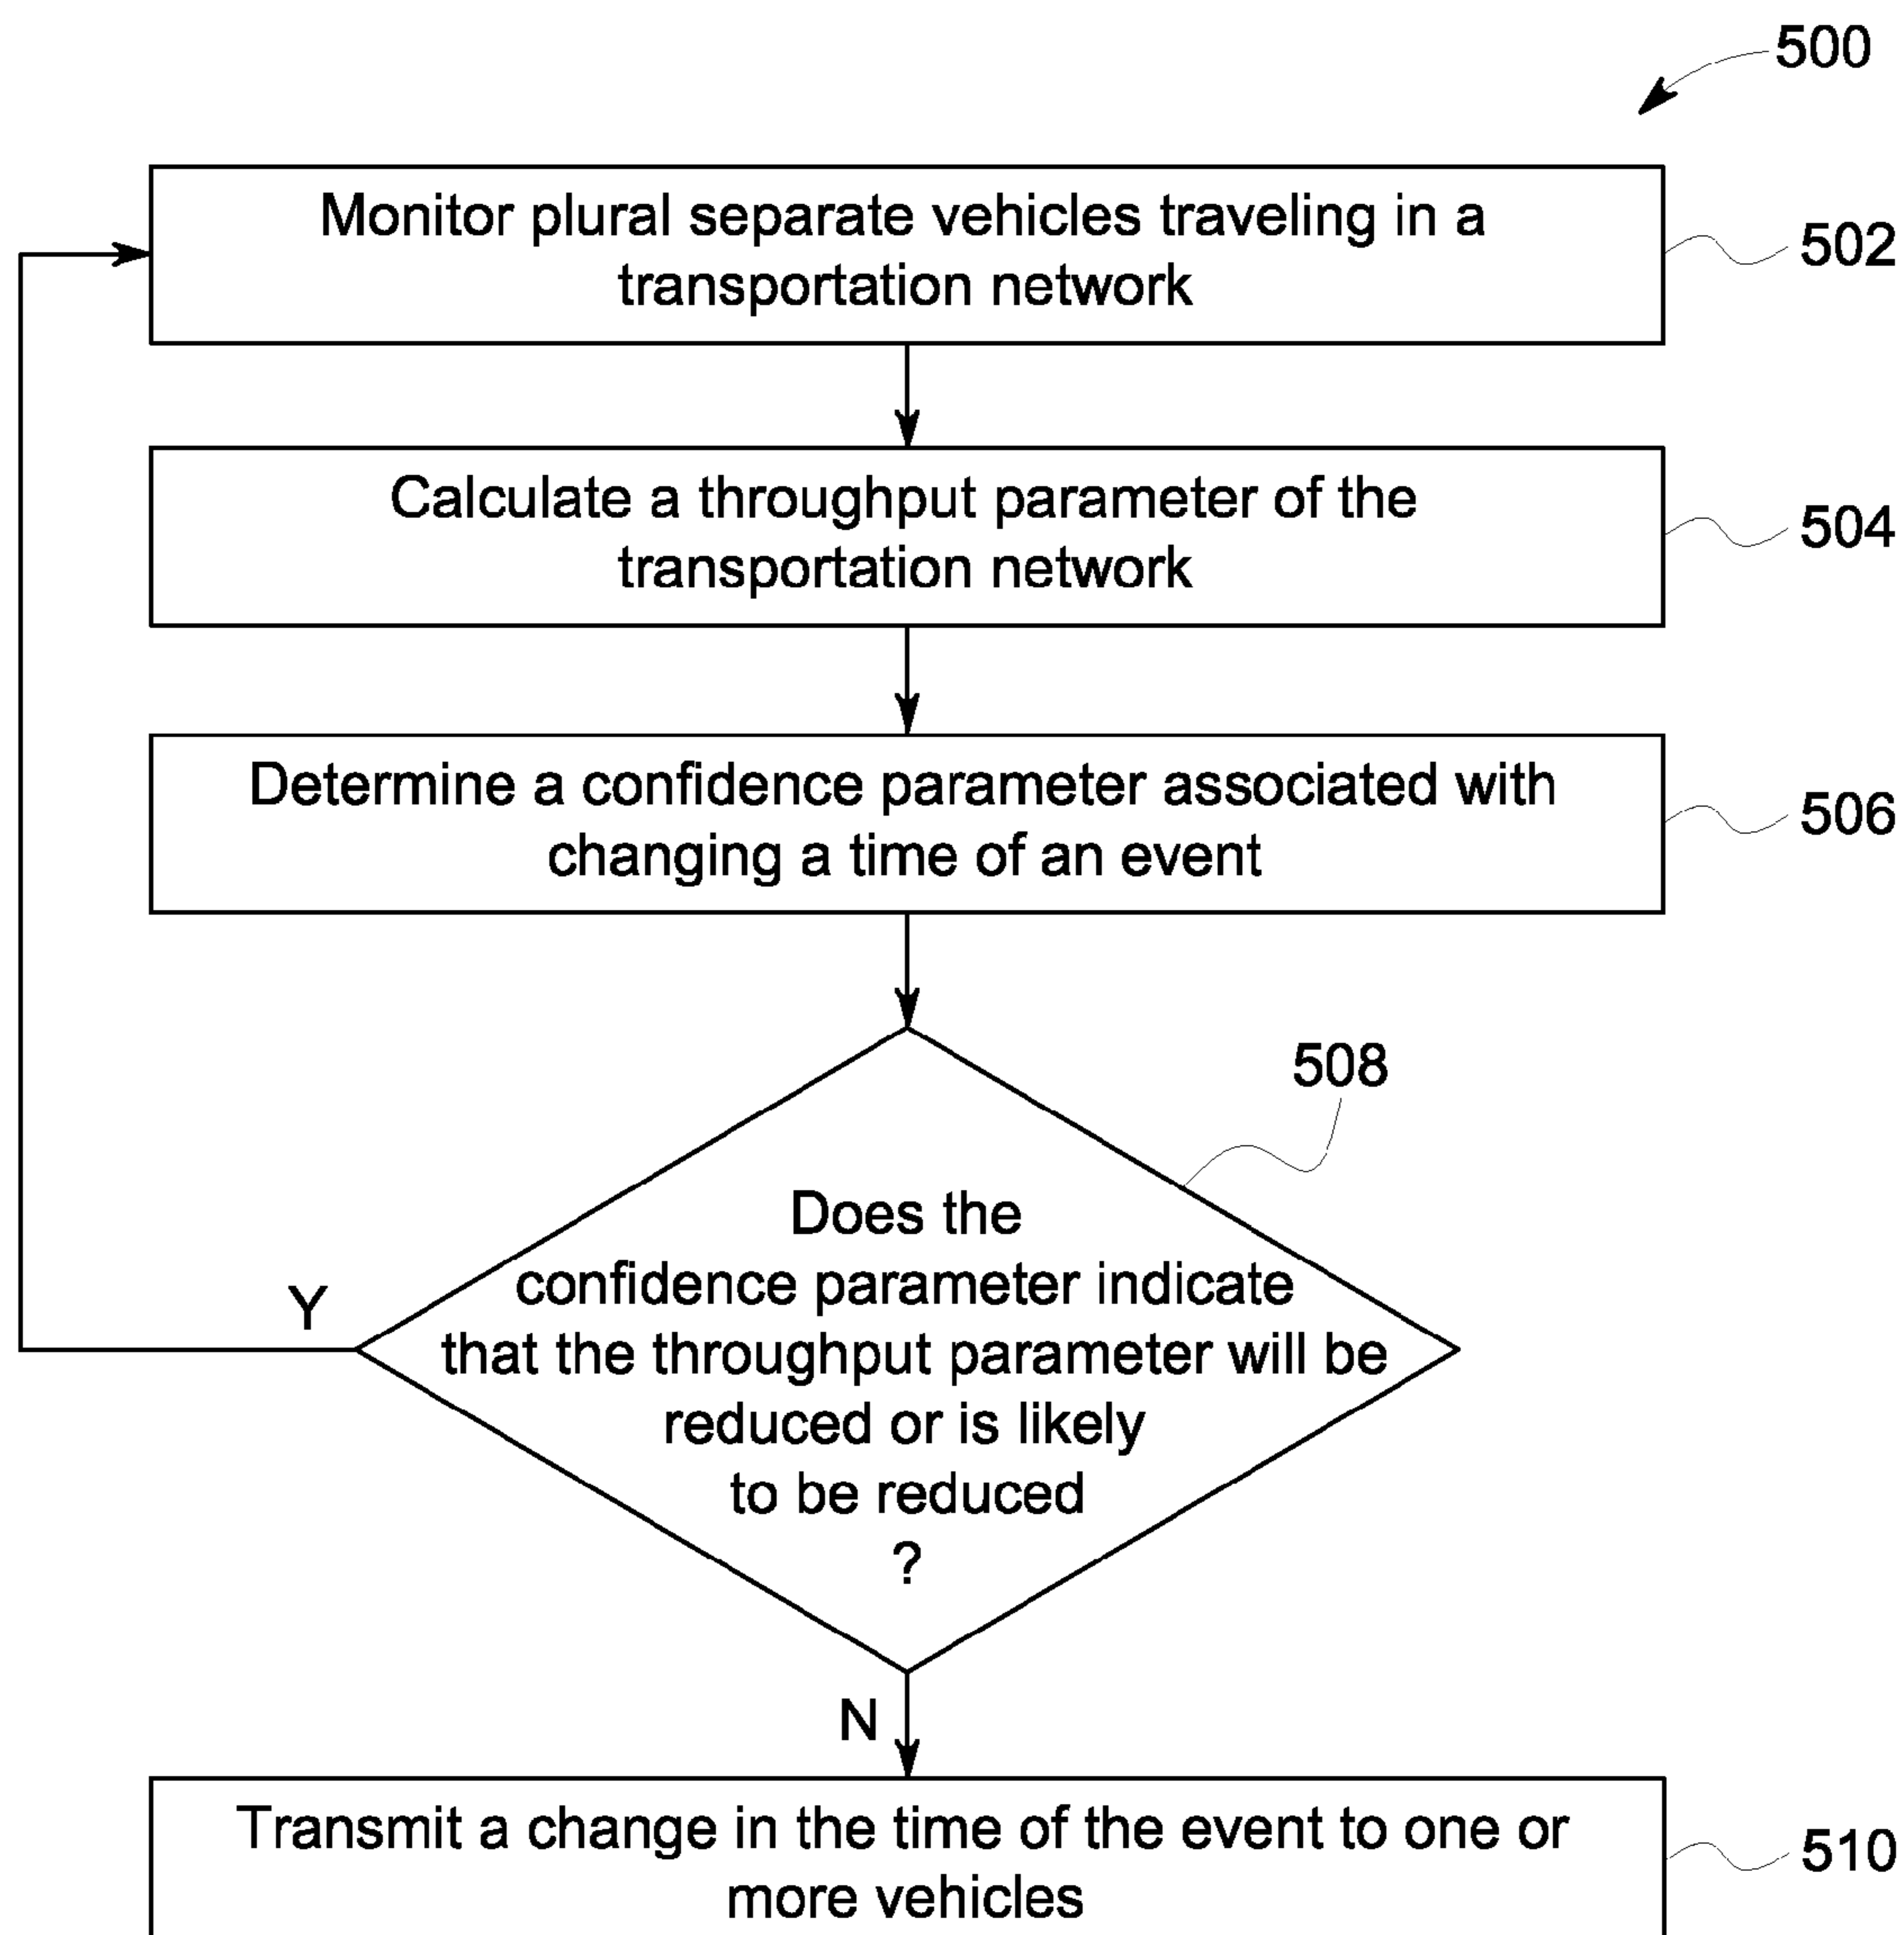 500
Monitor plural separate vehicles traveling in a
transportation network
502
Calculate a throughput parameter of the
transportation network
504
Determine a confidence parameter associated with
changing a time of an event
506
508
Does the
confidence parameter indicate
that the throughput parameter will be
reduced or is likely
to be reduced
?
Y
N
Transmit a change in the time of the event to one or
more vehicles
510